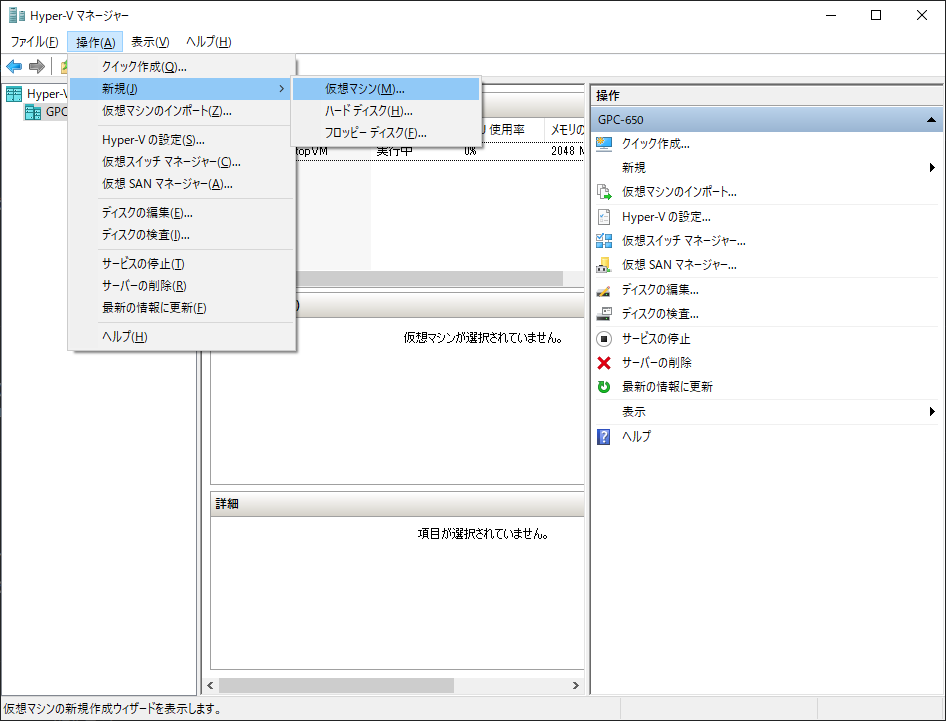 Hyper-V マネージャー
ファイル(F) 操作(A) 表示(V) ヘルプ(H)
クイック作成(Q)...
新規(J)
仮想マシンのインポート(Z)...
Hyper-V の設定(S)...
仮想スイッチ マネージャー(C)...
仮想 SAN マネージャー(A)...
ディスクの編集(E)...
ディスクの検査(I)...
サービスの停止(T)
サーバーの削除(R)
最新の情報に更新(F)
ヘルプ(H)
仮想マシン(M)...
ハード ディスク(H)...
フロッピー ディスク(F)...
Hyper-V
GPC
使用率 メモリの
topVM 実行中 0% 2048 M
仮想マシンが選択されていません。
詳細
項目が選択されていません。
操作
GPC-650
クイック作成...
新規
仮想マシンのインポート...
Hyper-V の設定...
仮想スイッチ マネージャー...
仮想 SAN マネージャー...
ディスクの編集...
ディスクの検査...
サービスの停止
サーバーの削除
最新の情報に更新
表示
ヘルプ
仮想マシンの新規作成ウィザードを表示します。